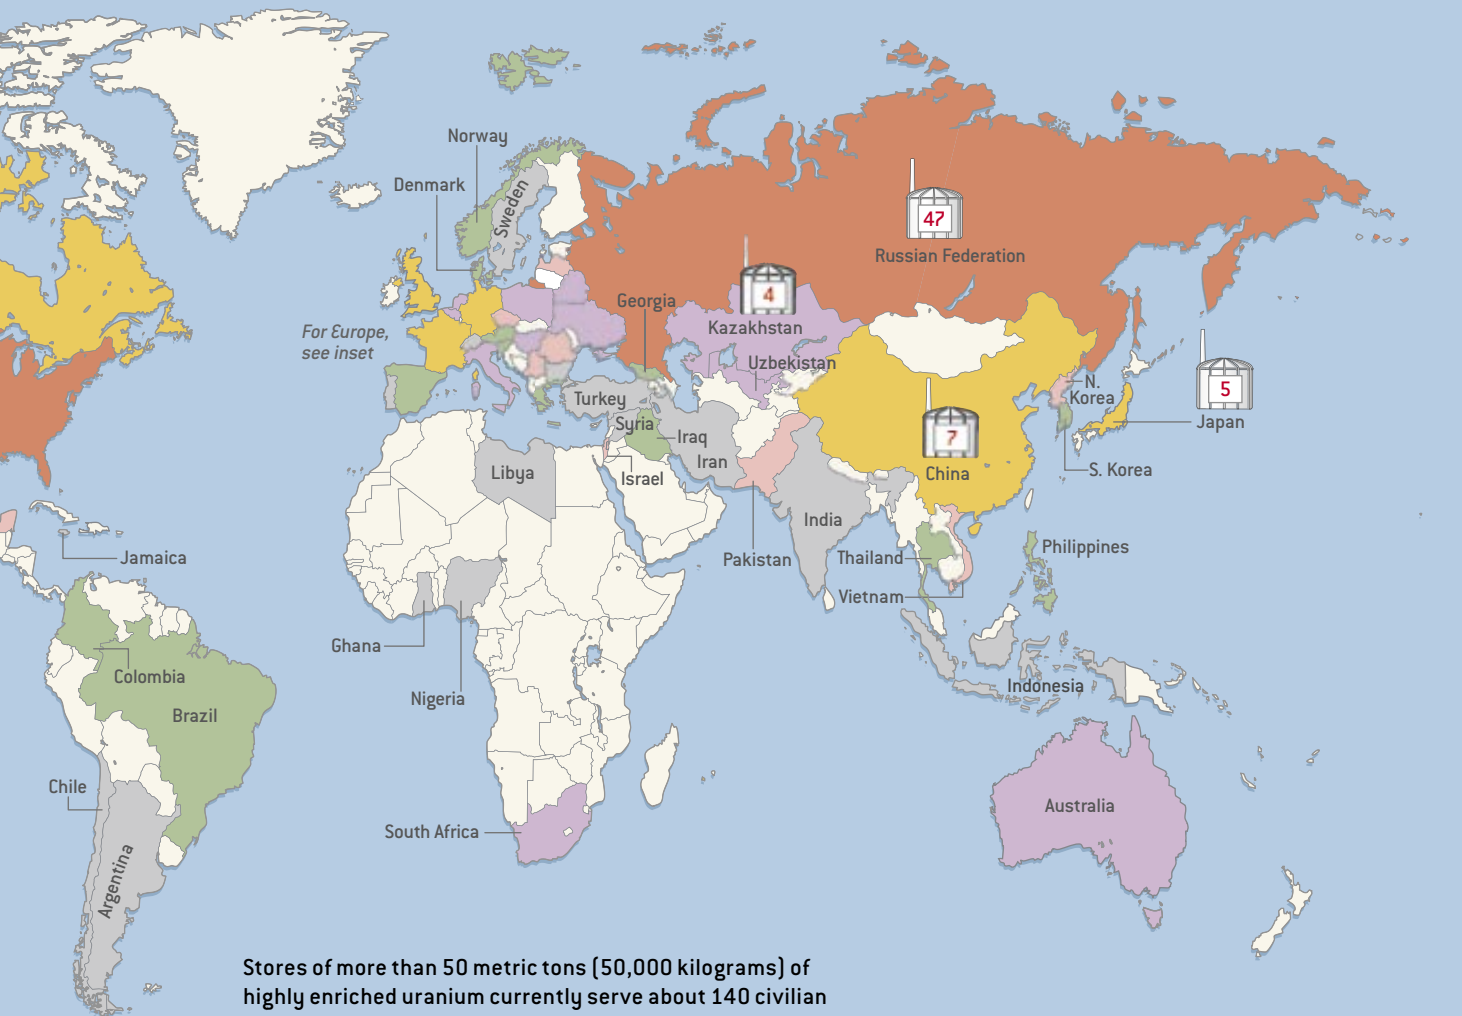 Norway
Denmark
Sweden
47
Russian Federation
4
Georgia
Kazakhstan
For Europe,
see inset
Uzbekistan
5
N.
Korea
Turkey
Syria
Iraq
7
Japan
Iran
Libya
Israel
China
S. Korea
India
Jamaica
Pakistan
Thailand
Philippines
Vietnam
Ghana
Colombia
Nigeria
Indonesia
Brazil
Chile
Australia
South Africa
Argentina
Stores of more than 50 metric tons (50,000 kilograms) of
highly enriched uranium currently serve about 140 civilian